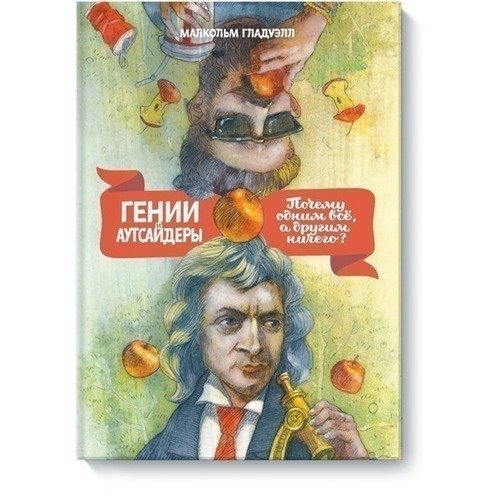 МАЛКОЛЬМ ГЛАДУЭЛЛ
ГЕНИИ
И
АУТСАЙДЕРЫ
Почему
одним всё,
а другим
ничего?